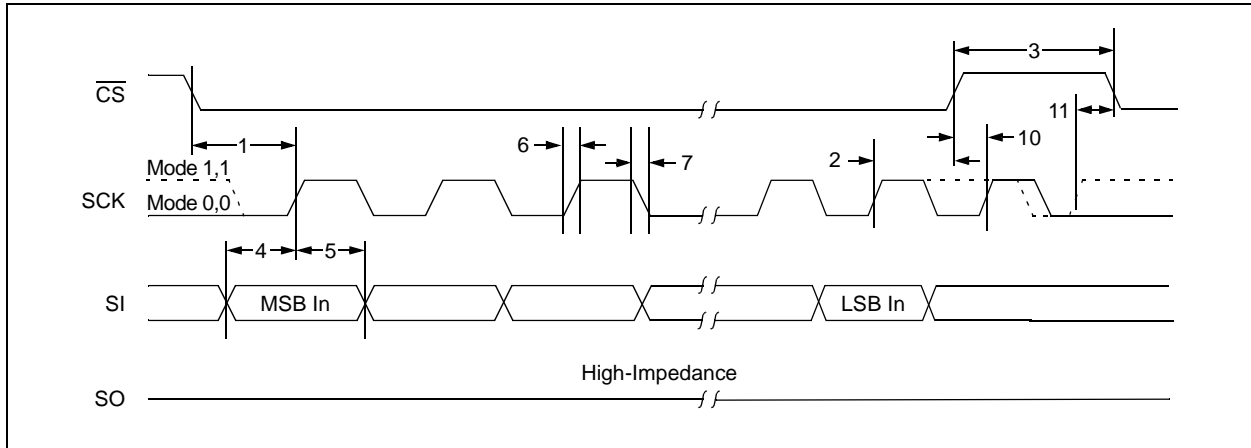 3
CS
11
1
6
7
2
10
Mode 1,1
SCK
Mode 0,0
4
5
SI
MSB In
LSB In
High-Impedance
SO